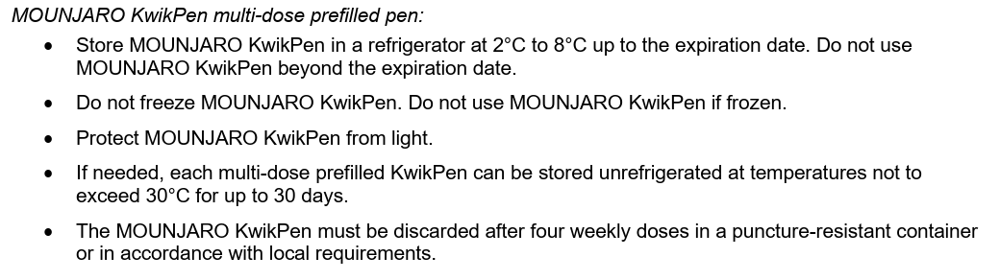 MOUNJARO KwikPen multi-dose prefilled pen:
• Store MOUNJARO KwikPen in a refrigerator at 2°C to 8°C up to the expiration date. Do not use
MOUNJARO KwikPen beyond the expiration date.
• Do not freeze MOUNJARO KwikPen. Do not use MOUNJARO KwikPen if frozen.
• Protect MOUNJARO KwikPen from light.
• If needed, each multi-dose prefilled KwikPen can be stored unrefrigerated at temperatures not to
exceed 30°C for up to 30 days.
• The MOUNJARO KwikPen must be discarded after four weekly doses in a puncture-resistant container
or in accordance with local requirements.